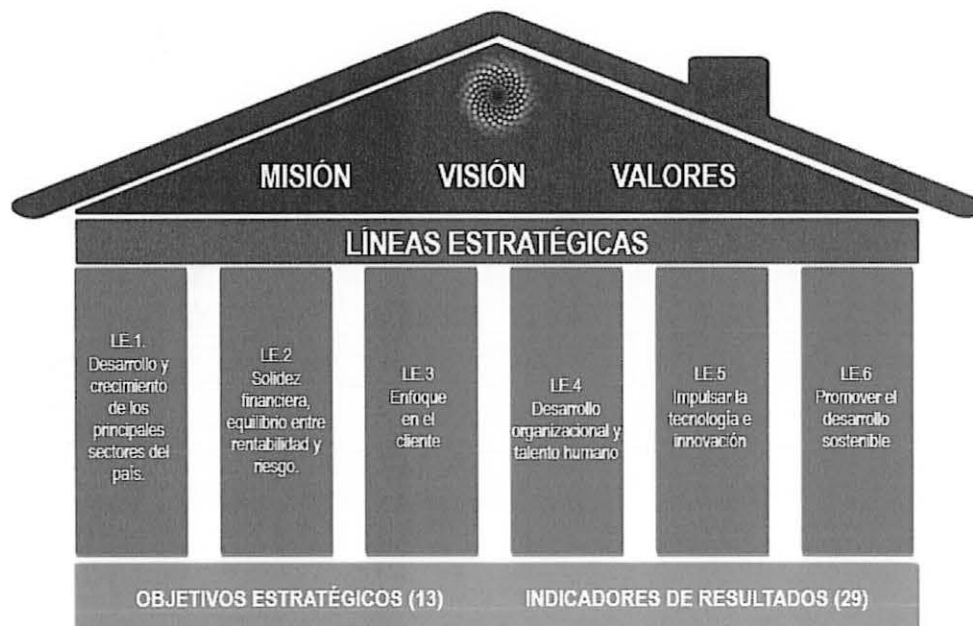 MISIÓN VISIÓN VALORES
LÍNEAS ESTRATÉGICAS
LE.1.
Desarrollo y
crecimiento
de los
principales
sectores del
país.
LE.2
Solidez
financiera,
equilibrio entre
rentabilidad y
riesgo.
LE.3
Enfoque
en el
cliente
LE.4
Desarrollo
organizacional y
talento humano
LE.5
Impulsar la
tecnología e
innovación
LE.6
Promover el
desarrollo
sostenible
OBJETIVOS ESTRATÉGICOS (13) INDICADORES DE RESULTADOS (29)